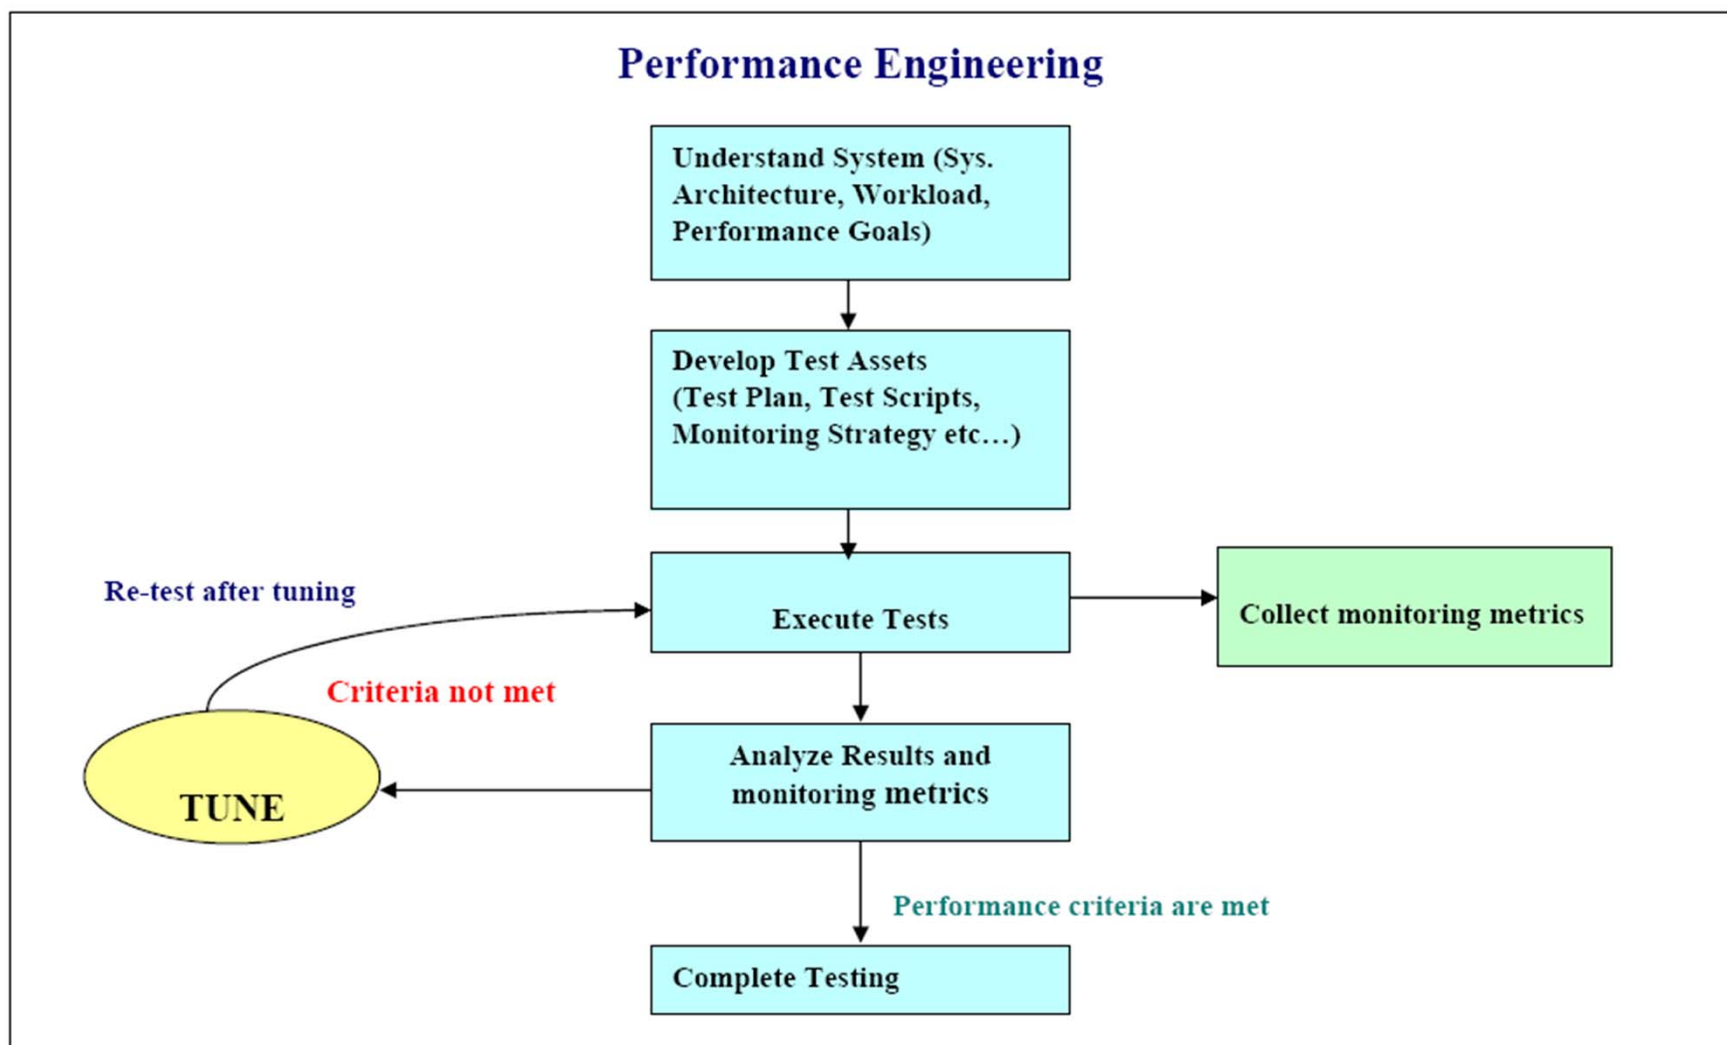 Performance Engineering
Understand System (Sys.
Architecture, Workload,
Performance Goals)
Develop Test Assets
(Test Plan, Test Scripts,
Monitoring Strategy etc…)
Re-test after tuning
Execute Tests
Collect monitoring metrics
Criteria not met
Analyze Results and
monitoring metrics
TUNE
Performance criteria are met
Complete Testing